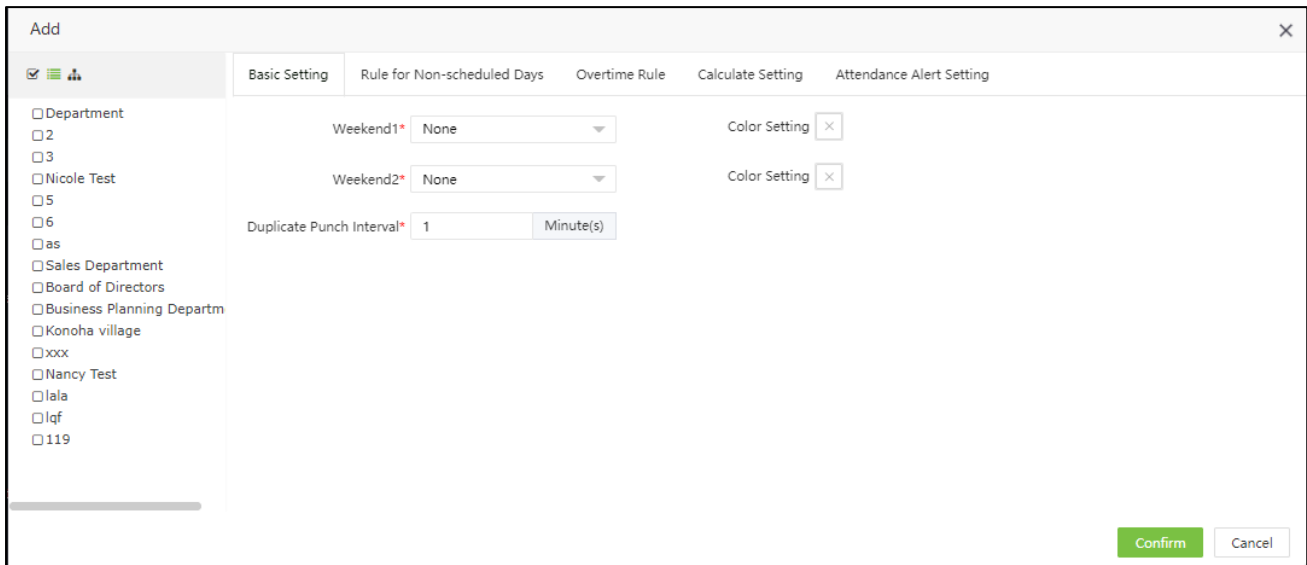 Add
Basic Setting Rule for Non-scheduled Days Overtime Rule Calculate Setting Attendance Alert Setting
Department
2
3
Nicole Test
5
6
as
Sales Department
Board of Directors
Business Planning Departm
Konoha village
xxx
Nancy Test
lala
lqf
119
Weekend1* None Color Setting
Weekend2* None Color Setting
Duplicate Punch Interval* 1 Minute(s)
Confirm Cancel